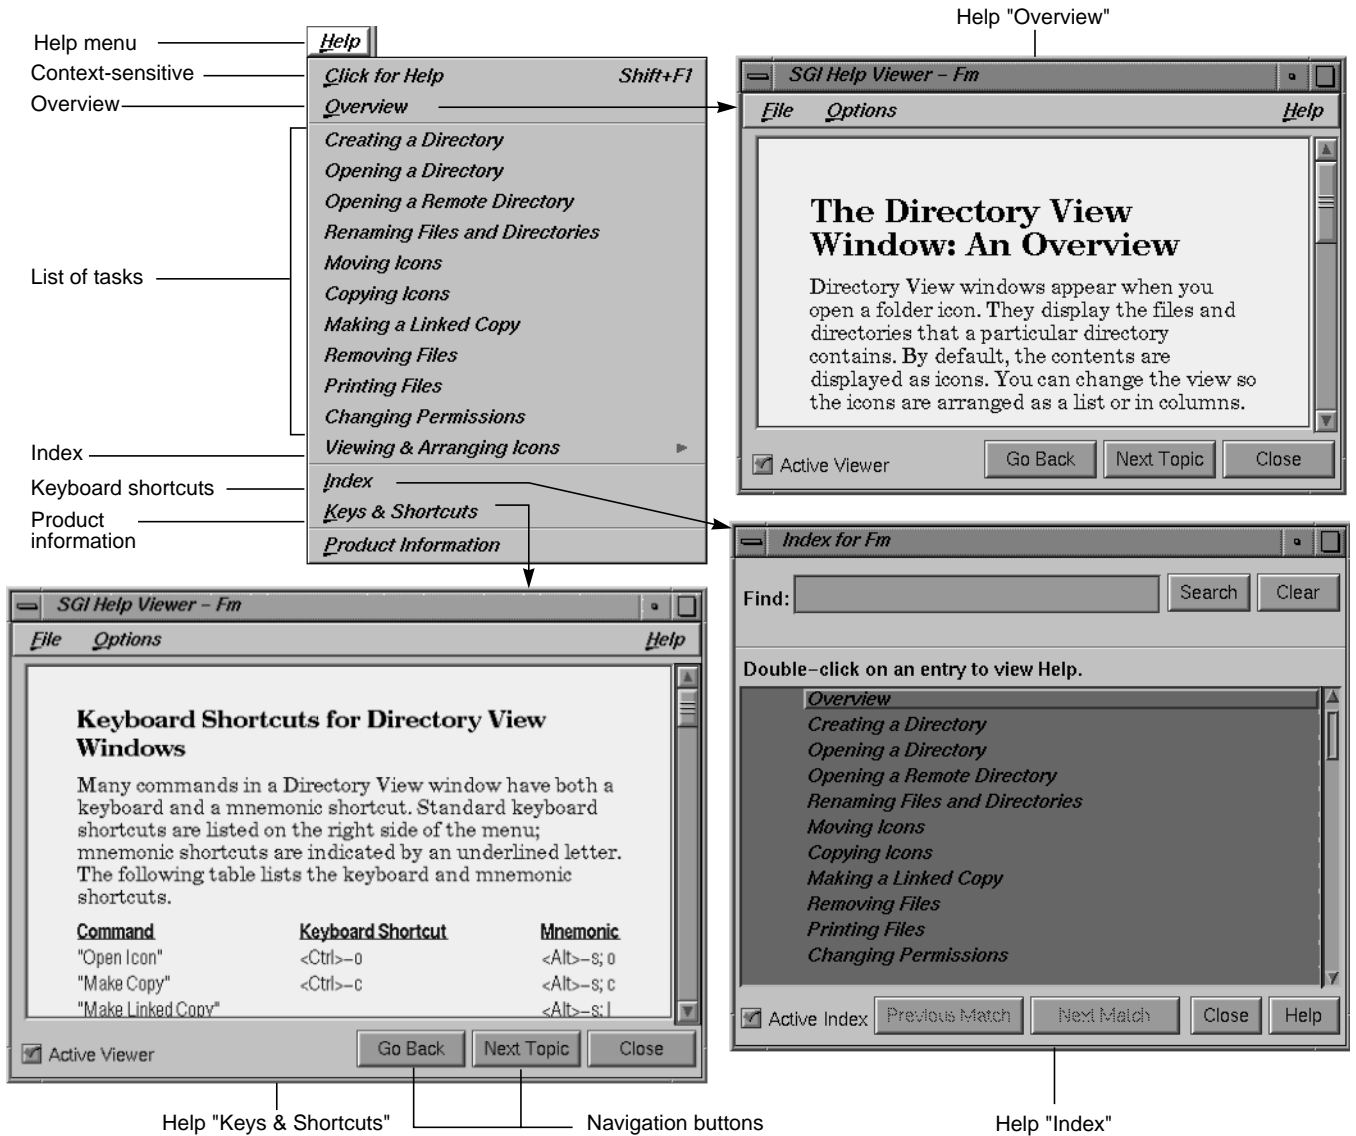 Help "Overview"
Help menu
Context-sensitive
Overview
List of tasks
Index
Keyboard shortcuts
Product
information
Help
Click for Help Shift+F1
Overview
Creating a Directory
Opening a Directory
Opening a Remote Directory
Renaming Files and Directories
Moving Icons
Copying Icons
Making a Linked Copy
Removing Files
Printing Files
Changing Permissions
Viewing & Arranging Icons
Index
Keys & Shortcuts
Product Information
SGI Help Viewer – Fm
File Options Help
The Directory View
Window: An Overview
Directory View windows appear when you
open a folder icon. They display the files and
directories that a particular directory
contains. By default, the contents are
displayed as icons. You can change the view so
the icons are arranged as a list or in columns.
Active Viewer Go Back Next Topic Close
SGI Help Viewer – Fm
File Options Help
Keyboard Shortcuts for Directory View
Windows
Many commands in a Directory View window have both a
keyboard and a mnemonic shortcut. Standard keyboard
shortcuts are listed on the right side of the menu;
mnemonic shortcuts are indicated by an underlined letter.
The following table lists the keyboard and mnemonic
shortcuts.
Command Keyboard Shortcut Mnemonic
"Open Icon" <Ctrl>–o <Alt>–s; o
"Make Copy" <Ctrl>–c <Alt>–s; c
"Make Linked Copy" <Alt>–s; l
Active Viewer Go Back Next Topic Close
Index for Fm
Find: Search Clear
Double–click on an entry to view Help.
Overview
Creating a Directory
Opening a Directory
Opening a Remote Directory
Renaming Files and Directories
Moving Icons
Copying Icons
Making a Linked Copy
Removing Files
Printing Files
Changing Permissions
Active Index Previous Match Next Match Close Help
Help "Keys & Shortcuts"
Navigation buttons
Help "Index"